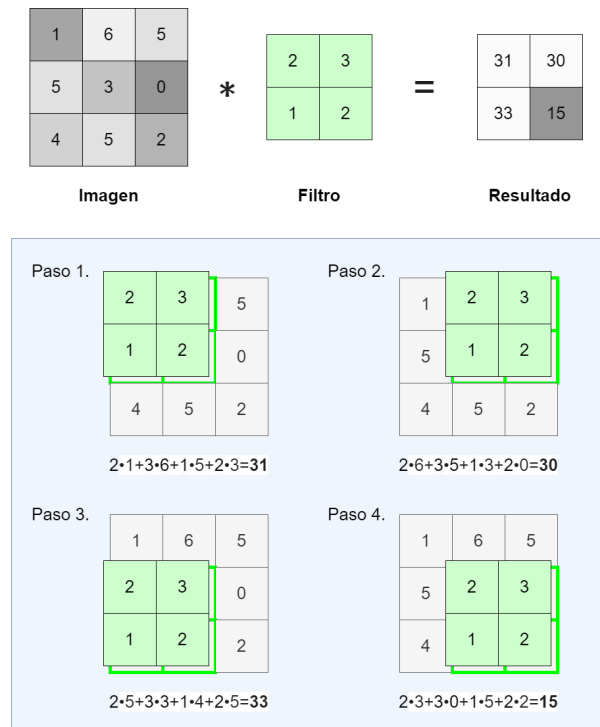 1 6 5
5 3 0
4 5 2
*
2 3
1 2
=
31 30
33 15
Imagen Filtro Resultado
Paso 1.
2 3 5
1 2 0
4 5 2
2•1+3•6+1•5+2•3=31
Paso 2.
1 2 3
5 1 2
4 5 2
2•6+3•5+1•3+2•0=30
Paso 3.
1 6 5
2 3 0
1 2 2
2•5+3•3+1•4+2•5=33
Paso 4.
1 6 5
5 2 3
4 1 2
2•3+3•0+1•5+2•2=15